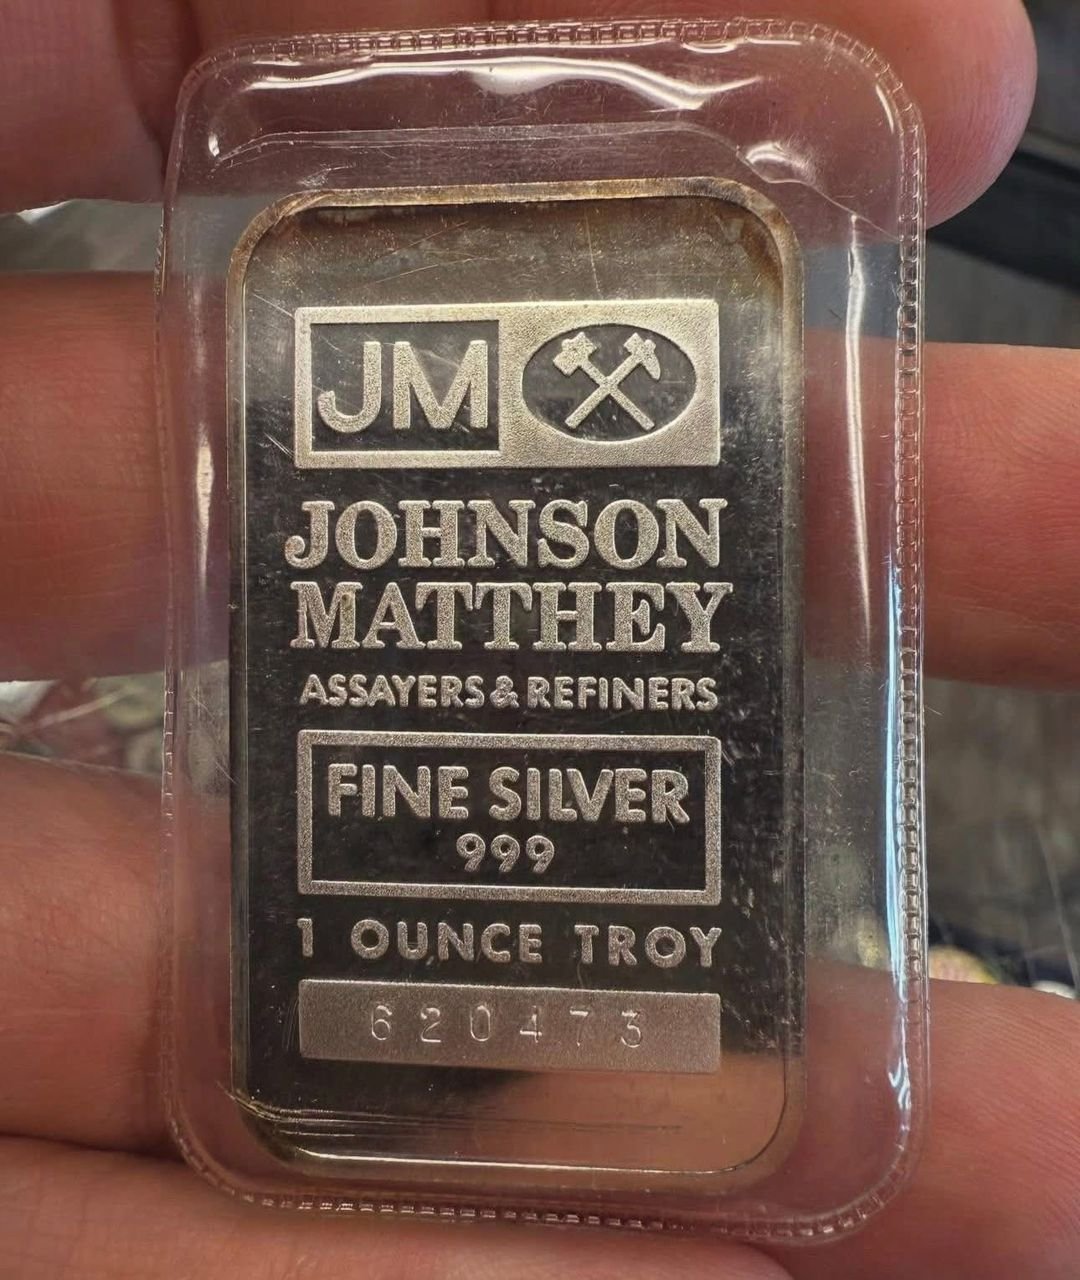 JM
JOHNSON
MATTHEY
ASSAYERS & REFINERS
FINE SILVER
999
1 OUNCE TROY
620473